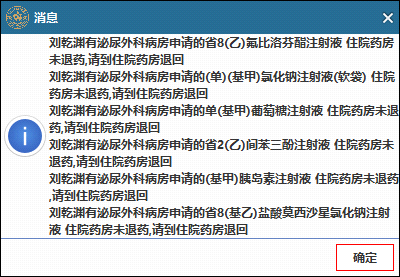 消息
刘乾渊有泌尿外科病房申请的省8(乙)氟比洛芬酯注射液 住院药房
未退药,请到住院药房退回
刘乾渊有泌尿外科病房申请的(单)(基甲)氯化钠注射液(软袋) 住院
药房未退药,请到住院药房退回
刘乾渊有泌尿外科病房申请的单(基甲)葡萄糖注射液 住院药房未退
药,请到住院药房退回
刘乾渊有泌尿外科病房申请的省2(乙)间苯三酚注射液 住院药房未
退药,请到住院药房退回
刘乾渊有泌尿外科病房申请的(基甲)胰岛素注射液 住院药房未退药
,请到住院药房退回
刘乾渊有泌尿外科病房申请的省8(基乙)盐酸莫西沙星氯化钠注射
液 住院药房未退药,请到住院药房退回
确定